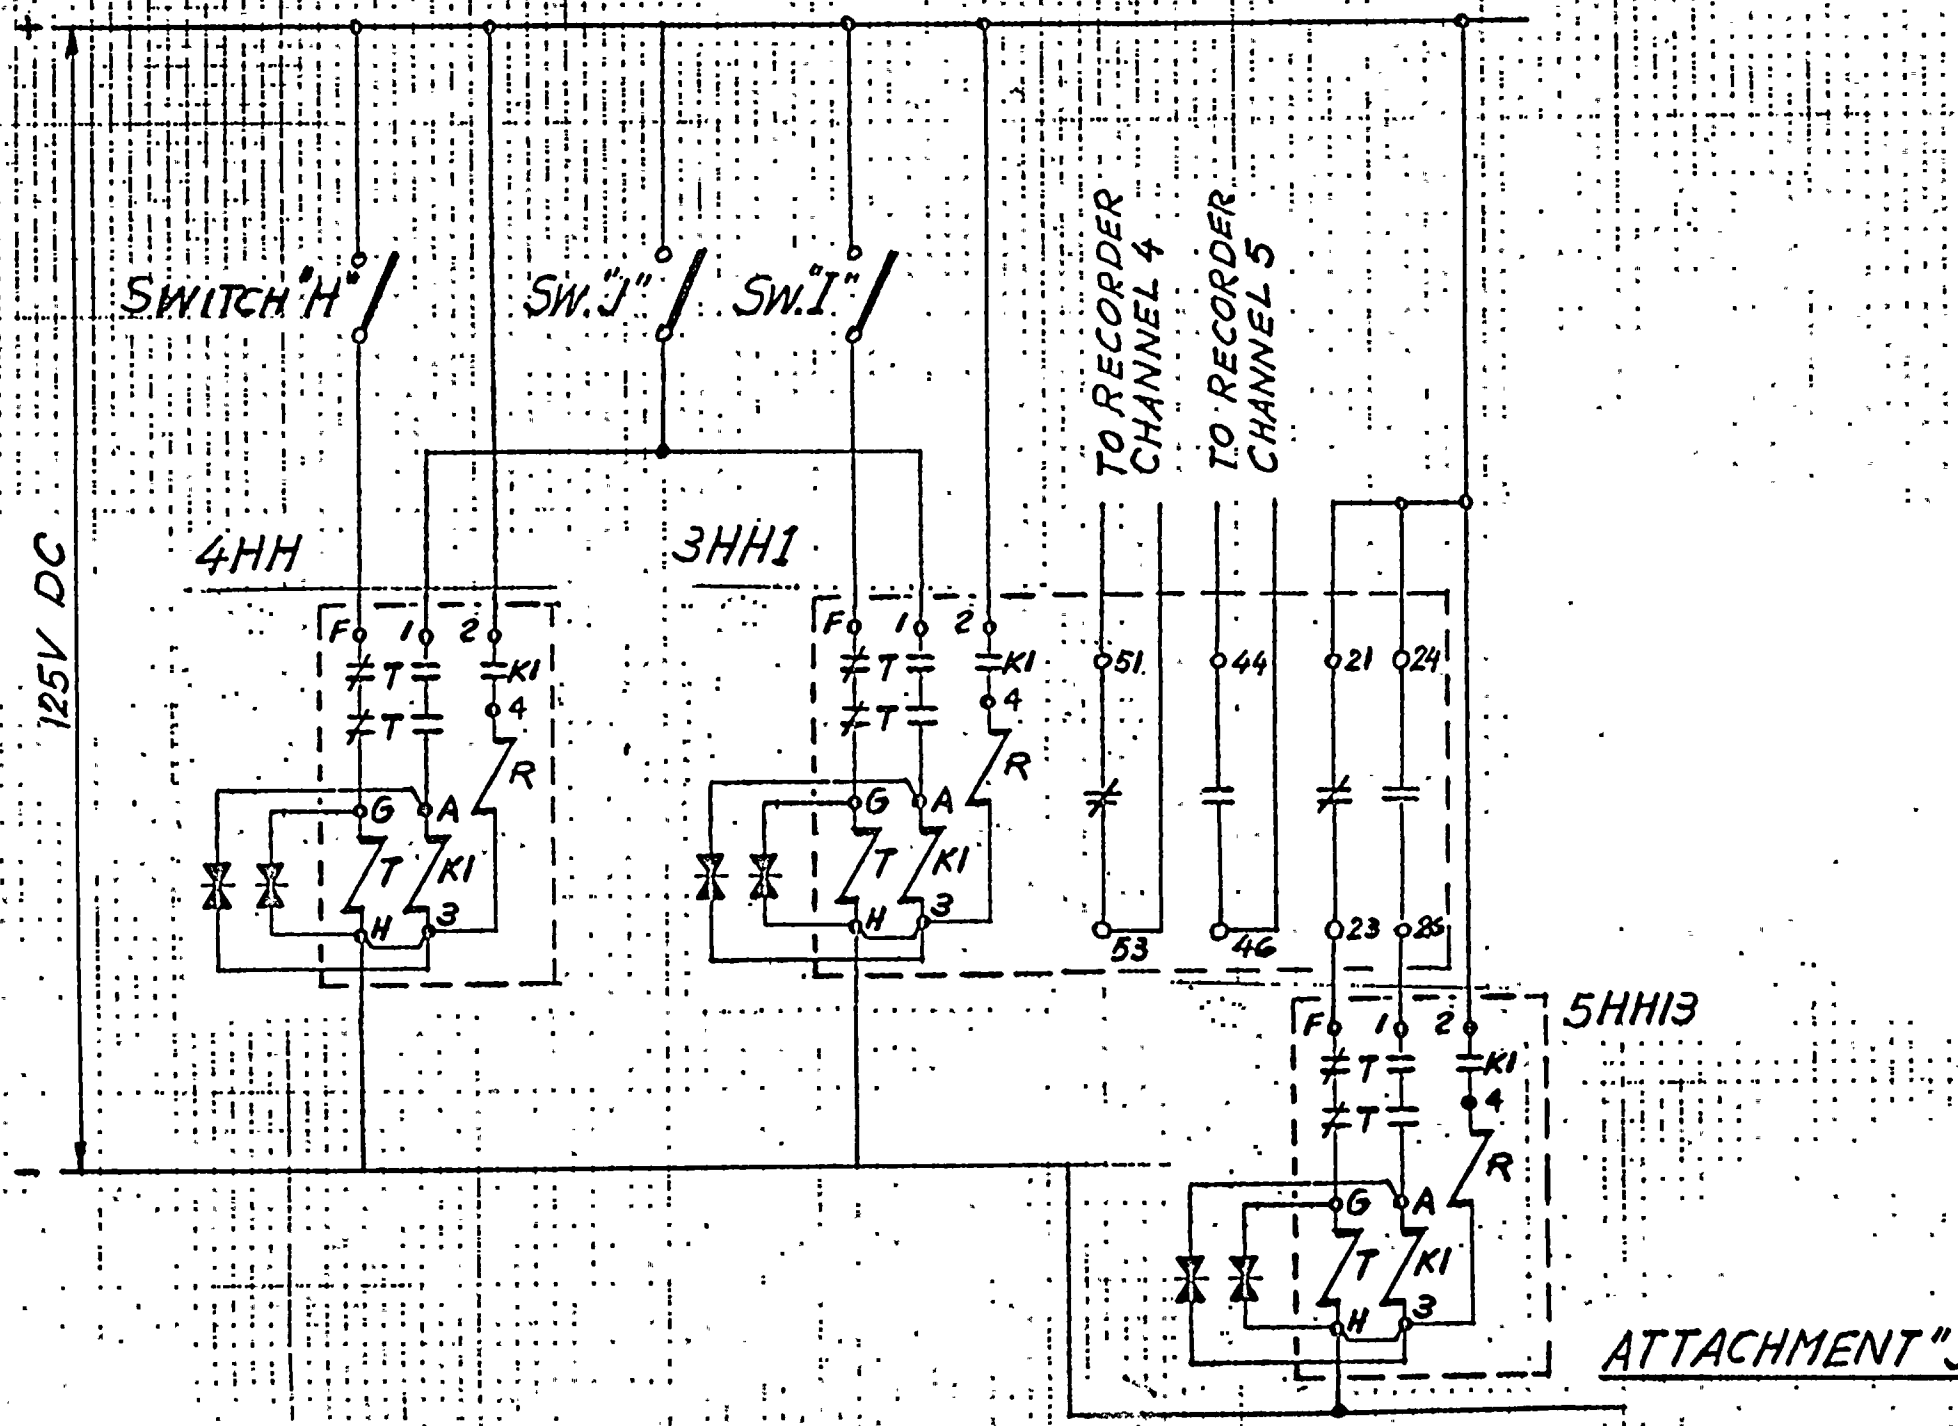 +
SWITCH "H"
SW. "J"
SW. "I"
TO RECORDER
CHANNEL 4
TO RECORDER
CHANNEL 5
125V DC
4HH
3HH1
F 1 2
T K1
4
T
R
G A
T K1
H 3
F 1 2
T K1
4
T
R
G A
T K1
H 3
51 44 21 24
53 46 23 25
5HH13
F 1 2
T K1
4
T
R
G A
T K1
H 3
-
ATTACHMENT "